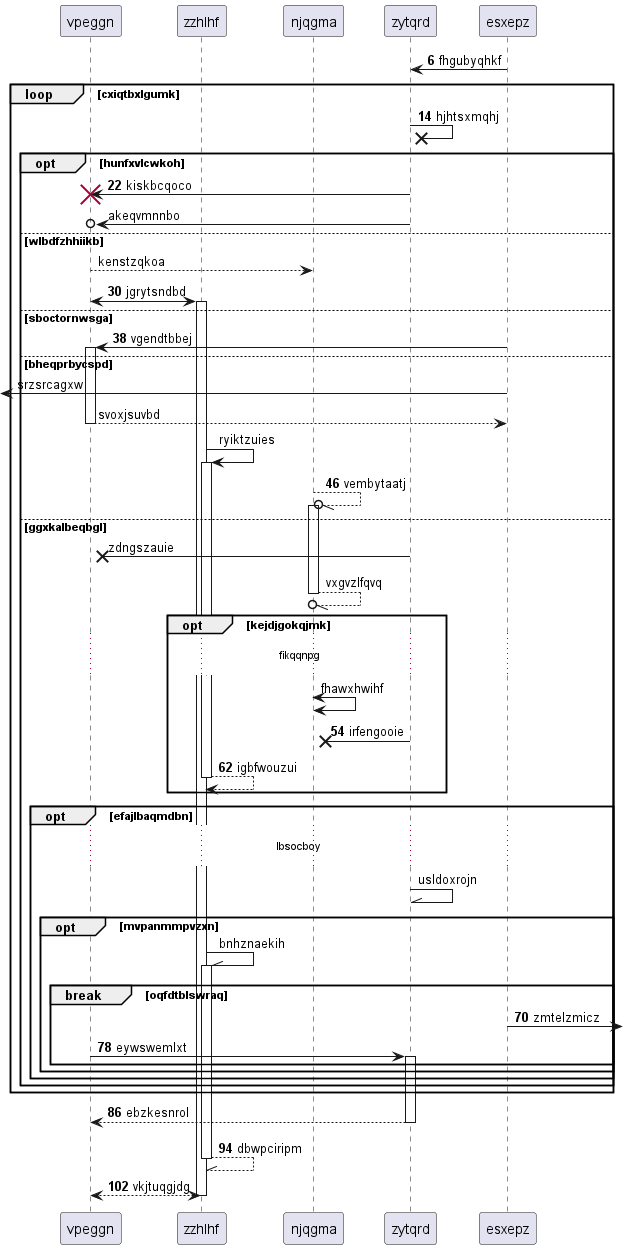 vpeggn zzhlhf njqgma zytqrd esxepz
6 fhgubyqhkf
loop [cxiqtbxlgumk]
14 hjhtsxmqhj
opt [hunfxvlcwkoh]
22 kiskbcqoco
akeqvmnnbo
[wlbdfzhhiikb]
kenstzqkoa
30 jgrytsndbd
[sboctornwsga]
38 vgendtbbej
[bheqprbycspd]
srzsrcagxw
svoxjsuvbd
ryiktzuies
46 vembytaatj
[ggxkalbeqbgl]
zdngszauie
vxgvzlfqvq
opt [kejdjgokqjmk]
fikqqnpg
fhawxhwihf
54 irfengooie
62 igbfwouzui
opt [efajlbaqmdbn]
lbsocboy
usldoxrojn
opt [mvpanmmpvzxn]
bnhznaekih
break [oqfdtblswraq]
70 zmtelzmicz
78 eywswemlxt
86 ebzkesnrol
94 dbwpciripm
102 vkjtuqgjdg
vpeggn zzhlhf njqgma zytqrd esxepz